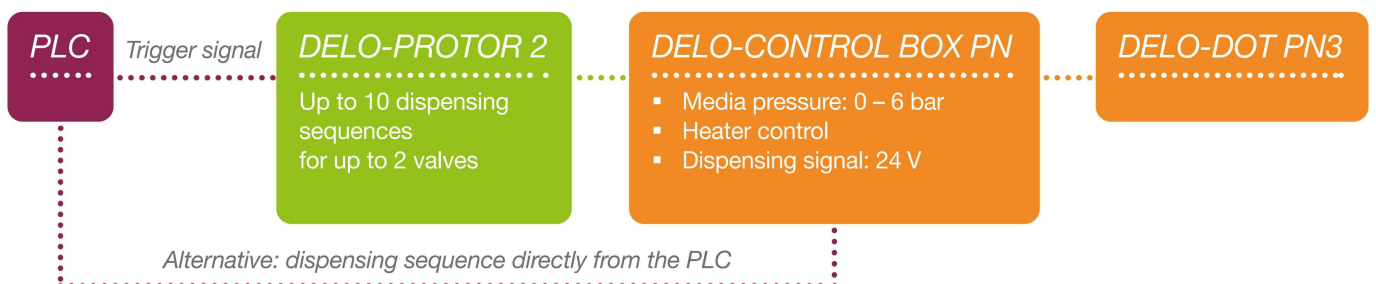 PLC
Trigger signal
DELO-PROTOR 2
Up to 10 dispensing
sequences
for up to 2 valves
DELO-CONTROL BOX PN
▪ Media pressure: 0 – 6 bar
▪ Heater control
▪ Dispensing signal: 24 V
DELO-DOT PN3
Alternative: dispensing sequence directly from the PLC